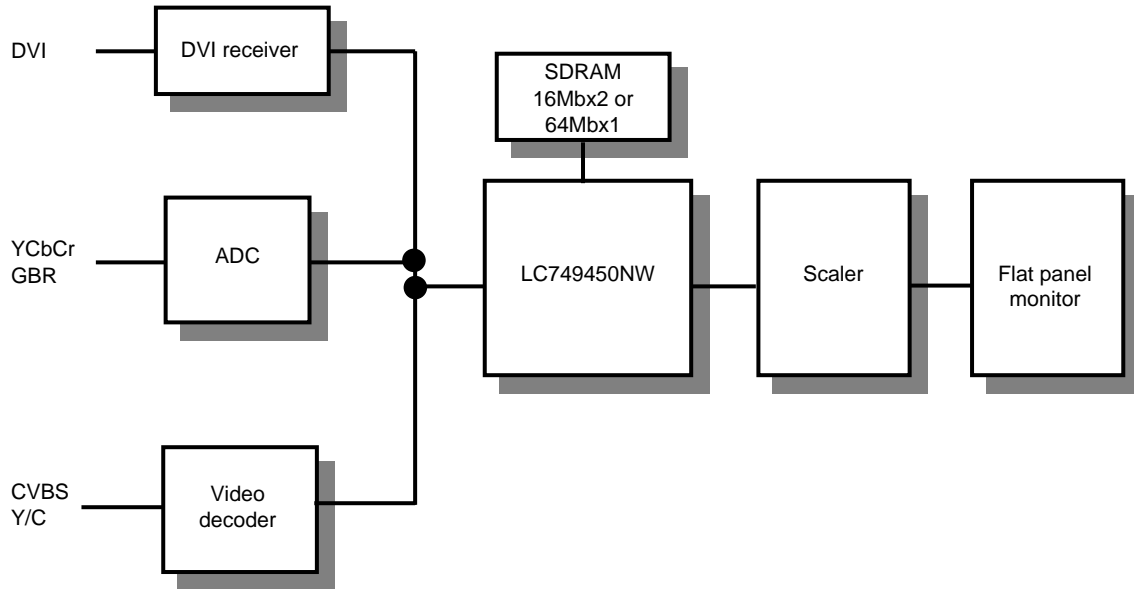 DVI
DVI receiver
SDRAM
16Mbx2 or
64Mbx1
YCbCr
GBR
ADC
LC749450NW
Scaler
Flat panel
monitor
CVBS
Y/C
Video
decoder